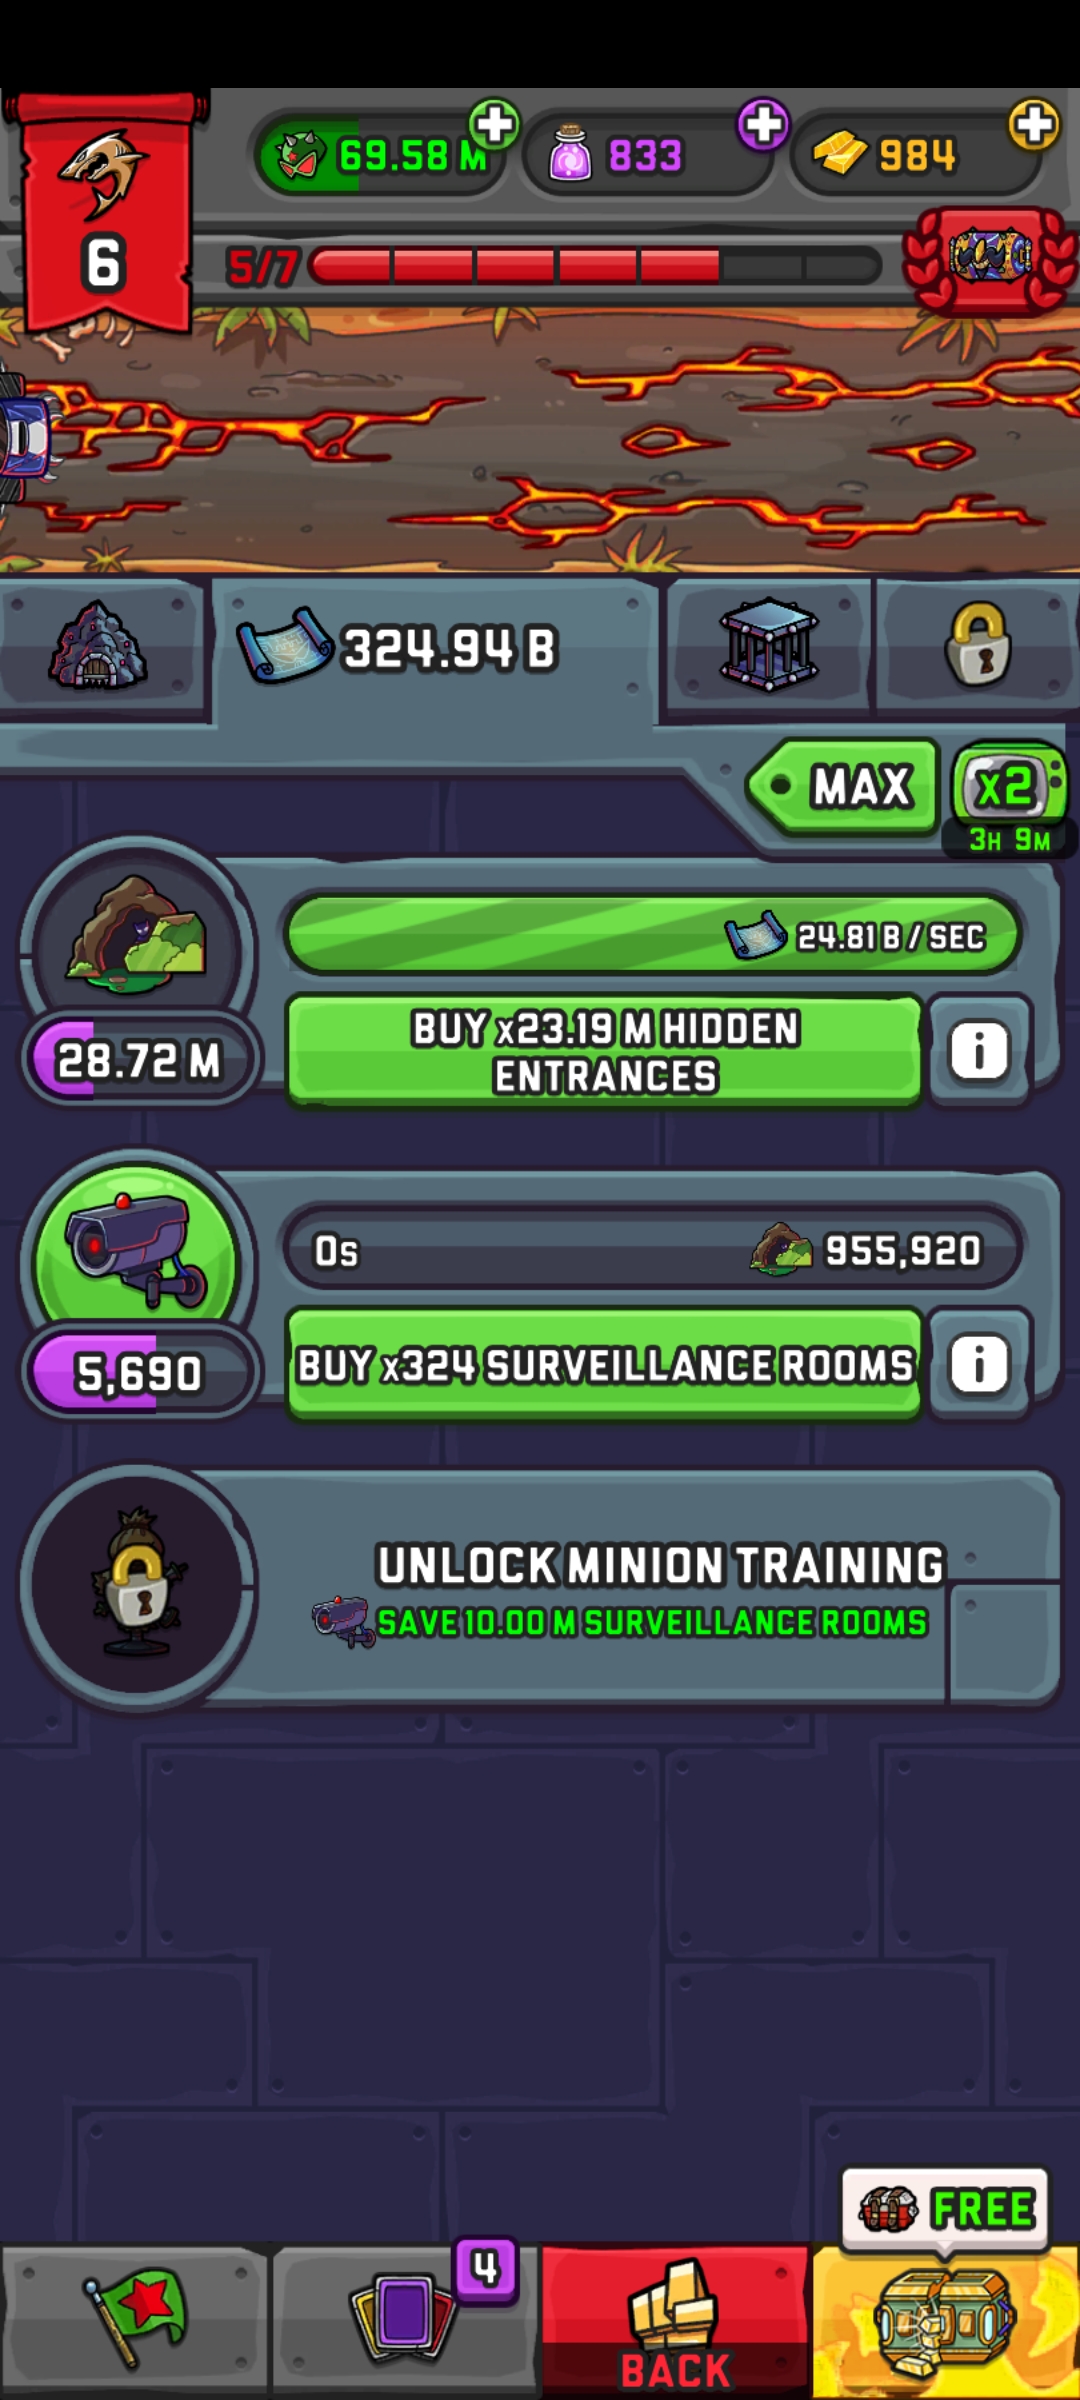 69.58 M
833
984
6
5/7
324.94 B
MAX
x2
3H 9M
24.81 B / SEC
BUY x23.19 M HIDDEN
ENTRANCES
28.72 M
0s
955,920
BUY x324 SURVEILLANCE ROOMS
5,690
UNLOCK MINION TRAINING
SAVE 10.00 M SURVEILLANCE ROOMS
FREE
4
BACK